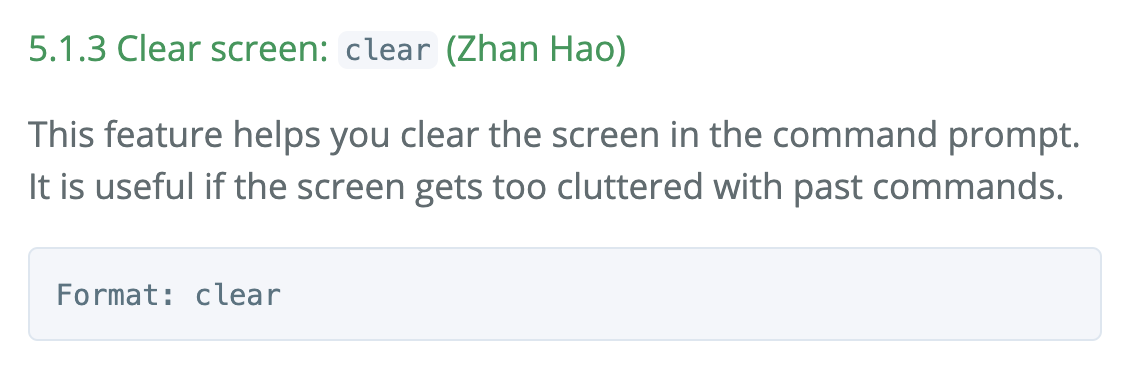 5.1.3 Clear screen: clear (Zhan Hao)
This feature helps you clear the screen in the command prompt.
It is useful if the screen gets too cluttered with past commands.
Format: clear